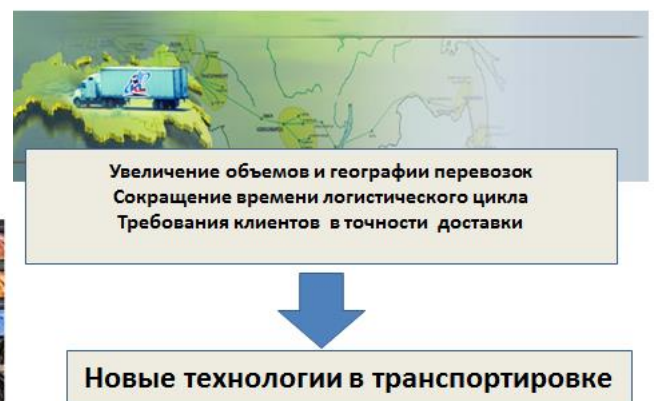 Увеличение объемов и географии перевозок
Сокращение времени логистического цикла
Требования клиентов в точности доставки
Новые технологии в транспортировке